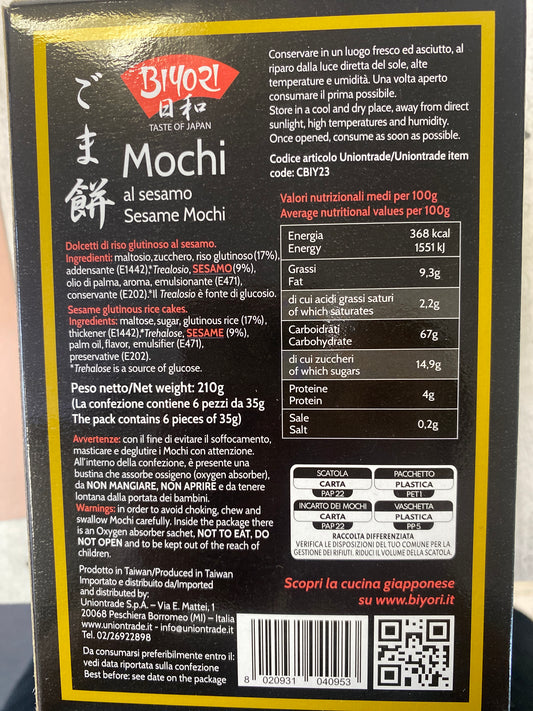 ごま餅
BIYORI
日和
TASTE OF JAPAN
Mochi
al sesamo
Sesame Mochi
Dolcetti di riso glutinoso al sesamo.
Ingredienti: maltosio, zucchero, riso glutinoso (17%),
addensante (E1442),*Trealosio, SESAMO (9%),
olio di palma, aroma, emulsionante (E471),
conservante (E202).*Il Trealosio è fonte di glucosio.
Sesame glutinous rice cakes.
Ingredients: maltose, sugar, glutinous rice (17%),
thickener (E1442),*Trehalose, SESAME (9%),
palm oil, flavor, emulsifier (E471),
preservative (E202).
*Trehalose is a source of glucose.
Peso netto/Net weight: 210g
(La confezione contiene 6 pezzi da 35g
The pack contains 6 pieces of 35g)
Avvertenze: con il fine di evitare il soffocamento,
masticare e deglutire i Mochi con attenzione.
All'interno della confezione, è presente una
bustina che assorbe ossigeno (oxygen absorber),
da NON MANGIARE, NON APRIRE e da tenere
lontana dalla portata dei bambini.
Warnings: in order to avoid choking, chew and
swallow Mochi carefully. Inside the package there
is an Oxygen absorber sachet, NOT TO EAT, DO
NOT OPEN and to be kept out of the reach of
children.
Prodotto in Taiwan/Produced in Taiwan
Importato e distribuito da/Imported
and distributed by:
Uniontrade S.p.A. – Via E. Mattei, 1
20068 Peschiera Borromeo (MI) – Italia
www.uniontrade.it - info@uniontrade.it
Tel. 02/26922898
Da consumarsi preferibilmente entro il:
vedi data riportata sulla confezione
Best before: see date on the package
Conservare in un luogo fresco ed asciutto, al
riparo dalla luce diretta del sole, alte
temperature e umidità. Una volta aperto
consumare il prima possibile.
Store in a cool and dry place, away from direct
sunlight, high temperatures and humidity.
Once opened, consume as soon as possible.
Codice articolo Uniontrade/Uniontrade item
code: CBIY23
Valori nutrizionali medi per 100g
Average nutritional values per 100g
Energia 368 kcal
Energy 1551 kJ
Grassi
Fat 9,3g
di cui acidi grassi saturi
of which saturates 2,2g
Carboidrati
Carbohydrate 67g
di cui zuccheri
of which sugars 14,9g
Proteine
Protein 4g
Sale
Salt 0,2g
SCATOLA PACCHETTO
CARTA PLASTICA
PAP 22 PET 1
INCARTO DEI MOCHI VASCHETTA
CARTA PLASTICA
PAP 22 PP 5
RACCOLTA DIFFERENZIATA
VERIFICA LE DISPOSIZIONI DEL TUO COMUNE PER LA
GESTIONE DEI RIFIUTI. RIDUCI IL VOLUME DELLA SCATOLA.
Scopri la cucina giapponese
su www.biyori.it
8 020931 040953